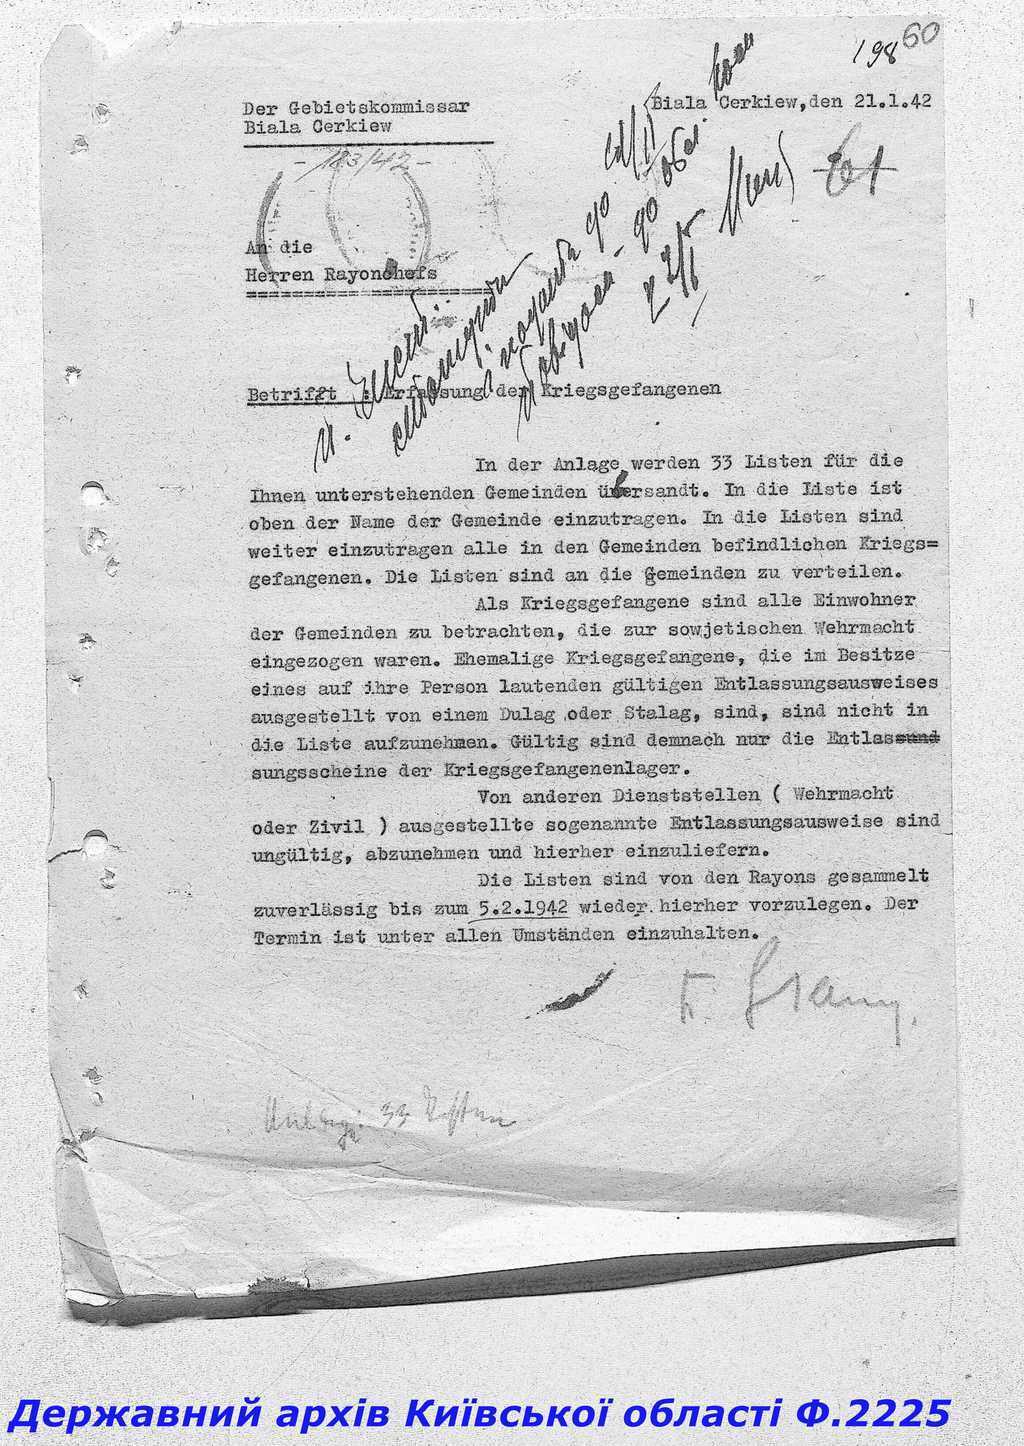 198 60
Der Gebietskommissar
Biala Cerkiew
Biala Cerkiew, den 21.1.42
- 183/42 -
An die
Herren Rayonchefs
Betrifft : Erfassung der Kriegsgefangenen
In der Anlage werden 33 Listen für die
Ihnen unterstehenden Gemeinden übersandt. In die Liste ist
oben der Name der Gemeinde einzutragen. In die Listen sind
weiter einzutragen alle in den Gemeinden befindlichen Kriegs=
gefangenen. Die Listen sind an die Gemeinden zu verteilen.
Als Kriegsgefangene sind alle Einwohner
der Gemeinden zu betrachten, die zur sowjetischen Wehrmacht
eingezogen waren. Ehemalige Kriegsgefangene, die im Besitze
eines auf ihre Person lautenden gültigen Entlassungsausweises
ausgestellt von einem Dulag oder Stalag, sind, sind nicht in
die Liste aufzunehmen. Gültig sind demnach nur die Entlassund
sungsscheine der Kriegsgefangenenlager.
Von anderen Dienststellen ( Wehrmacht
oder Zivil ) ausgestellte sogenannte Entlassungsausweise sind
ungültig, abzunehmen und hierher einzuliefern.
Die Listen sind von den Rayons gesammelt
zuverlässig bis zum 5.2.1942 wieder hierher vorzulegen. Der
Termin ist unter allen Umständen einzuhalten.
Anlage: 33 Listen
Державний архів Київської області Ф.2225